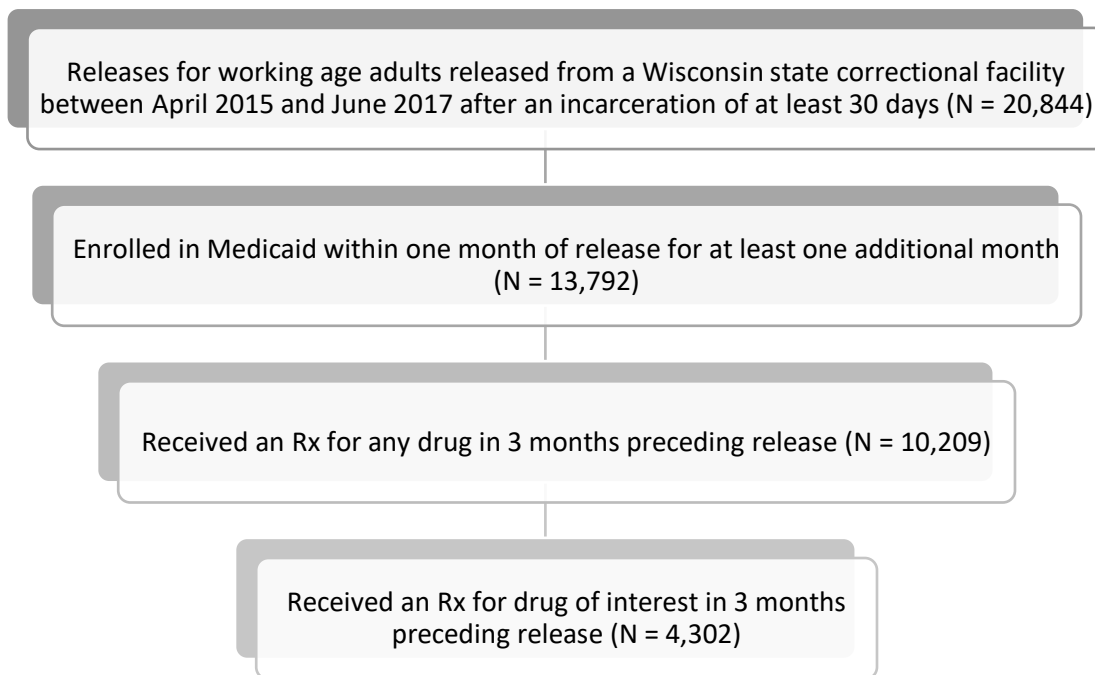 Releases for working age adults released from a Wisconsin state correctional facility
between April 2015 and June 2017 after an incarceration of at least 30 days (N = 20,844)
Enrolled in Medicaid within one month of release for at least one additional month
(N = 13,792)
Received an Rx for any drug in 3 months preceding release (N = 10,209)
Received an Rx for drug of interest in 3 months
preceding release (N = 4,302)